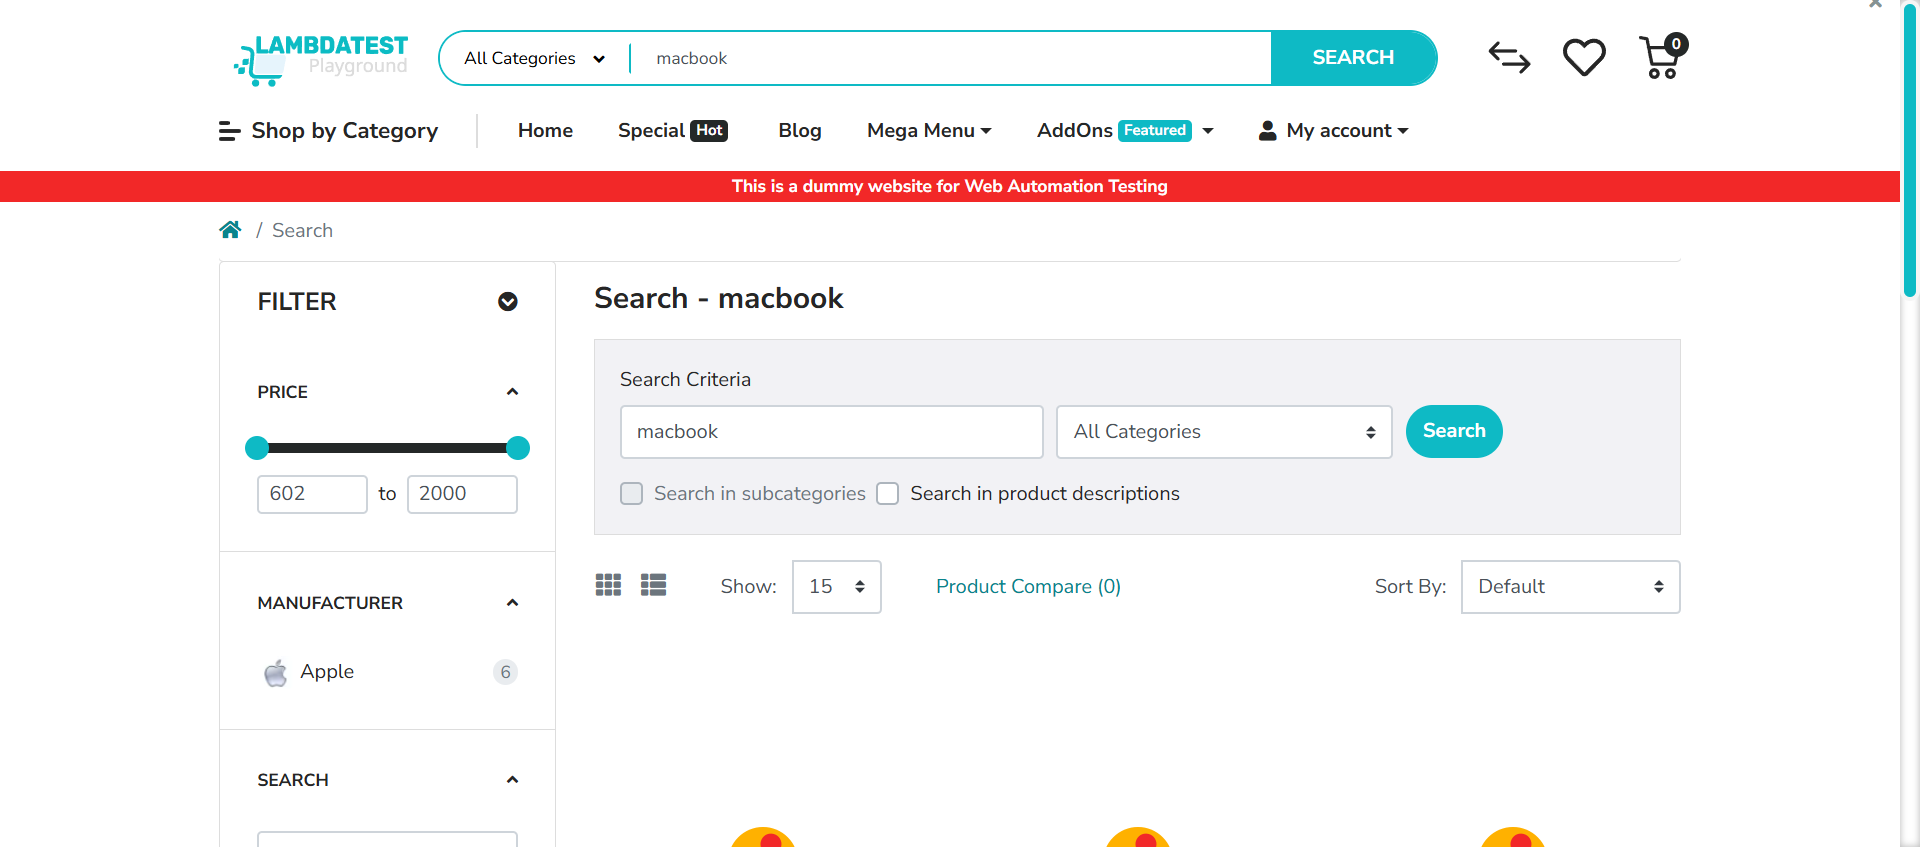 LAMBDATEST
Playground
All Categories
macbook
SEARCH
0
Shop by Category
Home
Special Hot
Blog
Mega Menu
AddOns Featured
My account
This is a dummy website for Web Automation Testing
/ Search
FILTER
PRICE
602 to 2000
MANUFACTURER
Apple 6
SEARCH
Search - macbook
Search Criteria
macbook
All Categories
Search
Search in subcategories
Search in product descriptions
Show: 15
Product Compare (0)
Sort By: Default